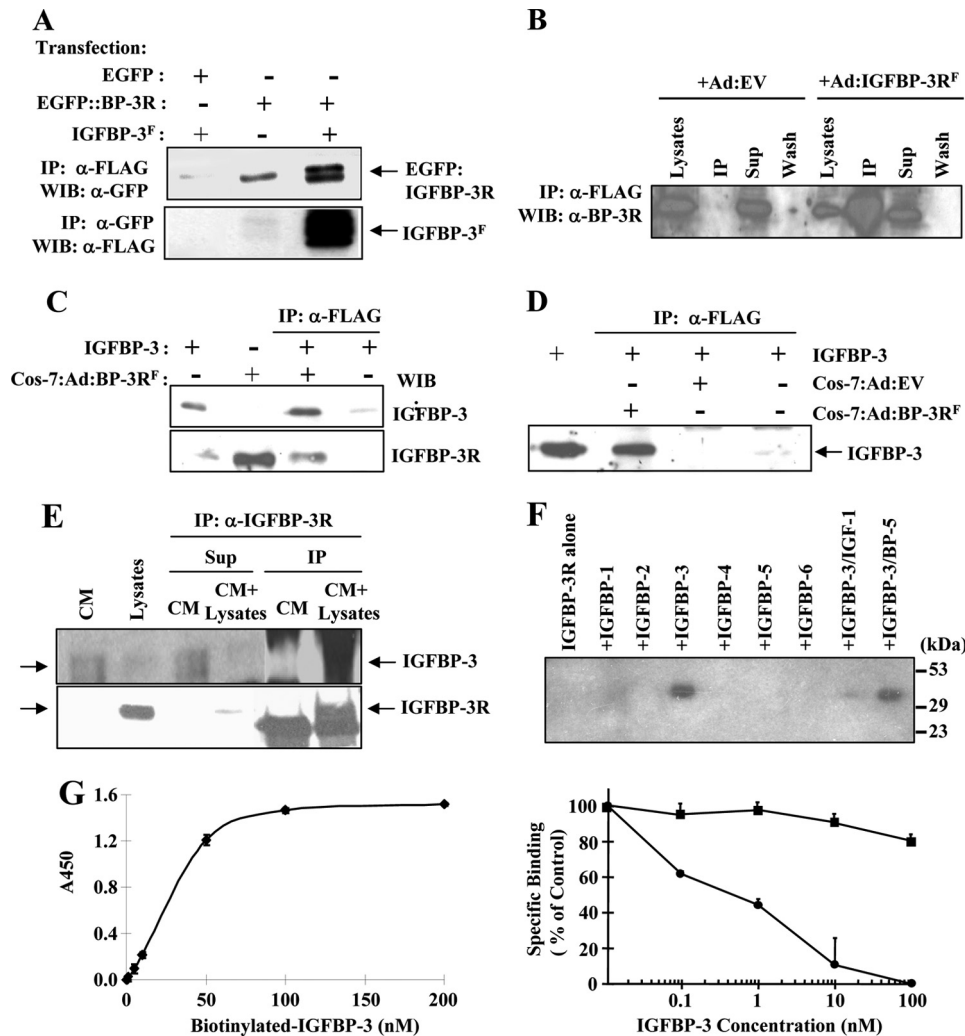 A
Transfection:
EGFP : + - -
EGFP::BP-3R : - + +
IGFBP-3F : + - +
IP: α-FLAG
WIB: α-GFP
EGFP:
IGFBP-3R
IP: α-GFP
WIB: α-FLAG
IGFBP-3F
B
+Ad:EV +Ad:IGFBP-3RF
Lysates IP Sup Wash Lysates IP Sup Wash
IP: α-FLAG
WIB: α-BP-3R
C
IP: α-FLAG
IGFBP-3 : + - + +
Cos-7:Ad:BP-3RF : - + + - WIB
:
IGFBP-3
IGFBP-3R
D
IP: α-FLAG
+ + + + IGFBP-3
- + - Cos-7:Ad:EV
+ - - Cos-7:Ad:BP-3RF
IGFBP-3
E
IP: α-IGFBP-3R
Sup IP
CM Lysates CM CM+Lysates CM CM+Lysates
IGFBP-3
IGFBP-3R
F
IGFBP-3R alone
+IGFBP-1
+IGFBP-2
+IGFBP-3
+IGFBP-4
+IGFBP-5
+IGFBP-6
+IGFBP-3/IGF-1
+IGFBP-3/BP-5
(kDa)
53
29
23
G
A450
1.6
1.2
0.8
0.4
0.0
0 50 100 150 200
Biotinylated-IGFBP-3 (nM)
Specific Binding
( % of Control)
100
80
60
40
20
0
0.1 1 10 100
IGFBP-3 Concentration (nM)